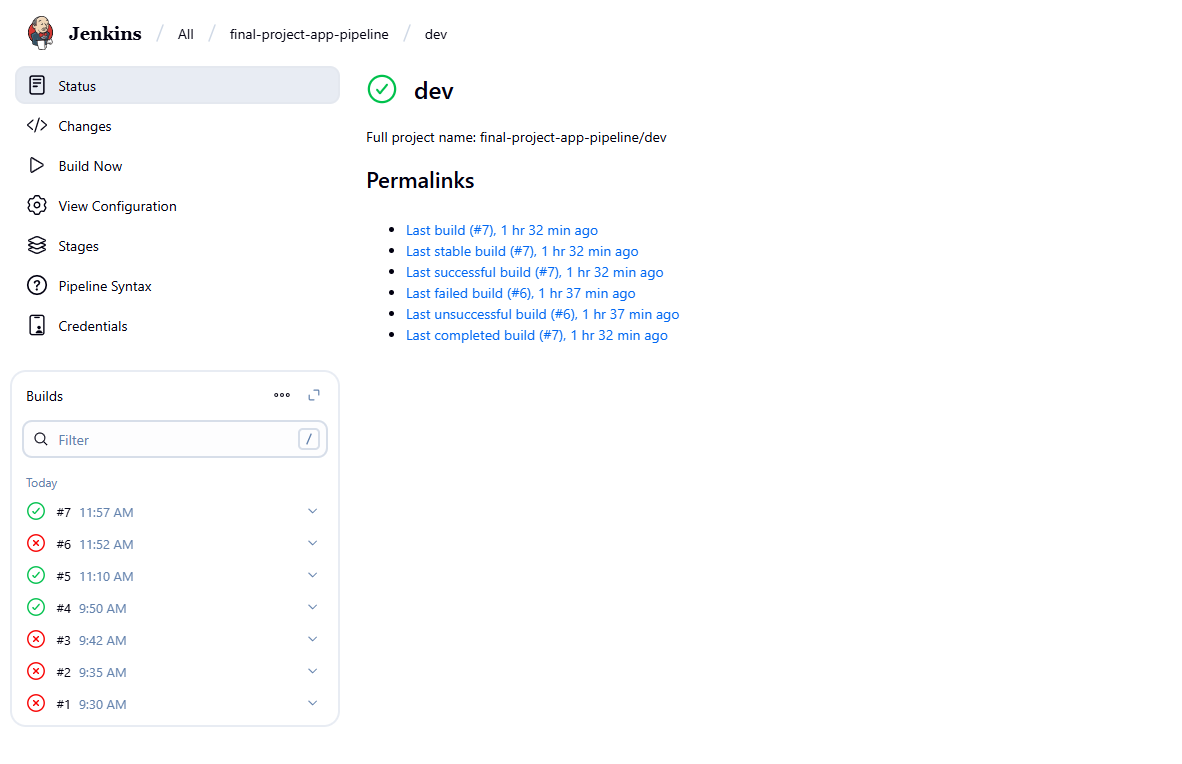 Jenkins / All / final-project-app-pipeline / dev
Status
Changes
Build Now
View Configuration
Stages
Pipeline Syntax
Credentials
Builds
Filter /
Today
#7 11:57 AM
#6 11:52 AM
#5 11:10 AM
#4 9:50 AM
#3 9:42 AM
#2 9:35 AM
#1 9:30 AM
dev
Full project name: final-project-app-pipeline/dev
Permalinks
Last build (#7), 1 hr 32 min ago
Last stable build (#7), 1 hr 32 min ago
Last successful build (#7), 1 hr 32 min ago
Last failed build (#6), 1 hr 37 min ago
Last unsuccessful build (#6), 1 hr 37 min ago
Last completed build (#7), 1 hr 32 min ago